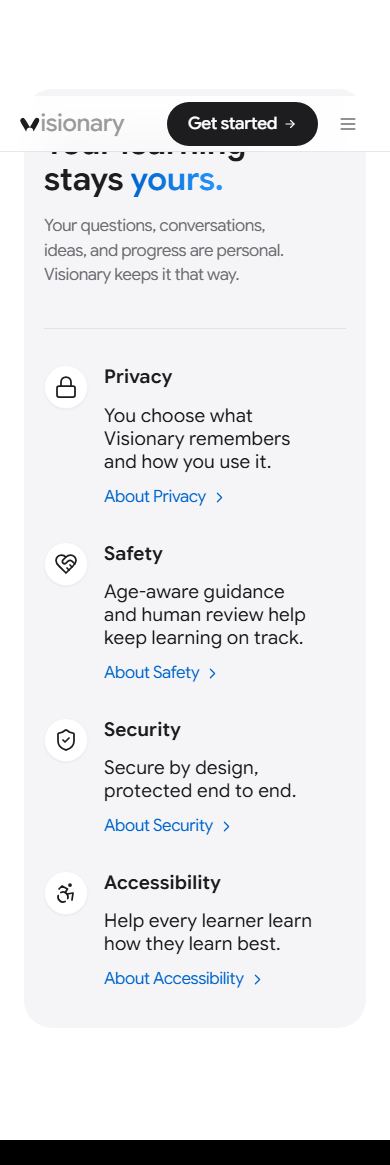 Visionary
Get started →
Your learning
stays yours.
Your questions, conversations,
ideas, and progress are personal.
Visionary keeps it that way.
Privacy
You choose what
Visionary remembers
and how you use it.
About Privacy
Safety
Age-aware guidance
and human review help
keep learning on track.
About Safety
Security
Secure by design,
protected end to end.
About Security
Accessibility
Help every learner learn
how they learn best.
About Accessibility